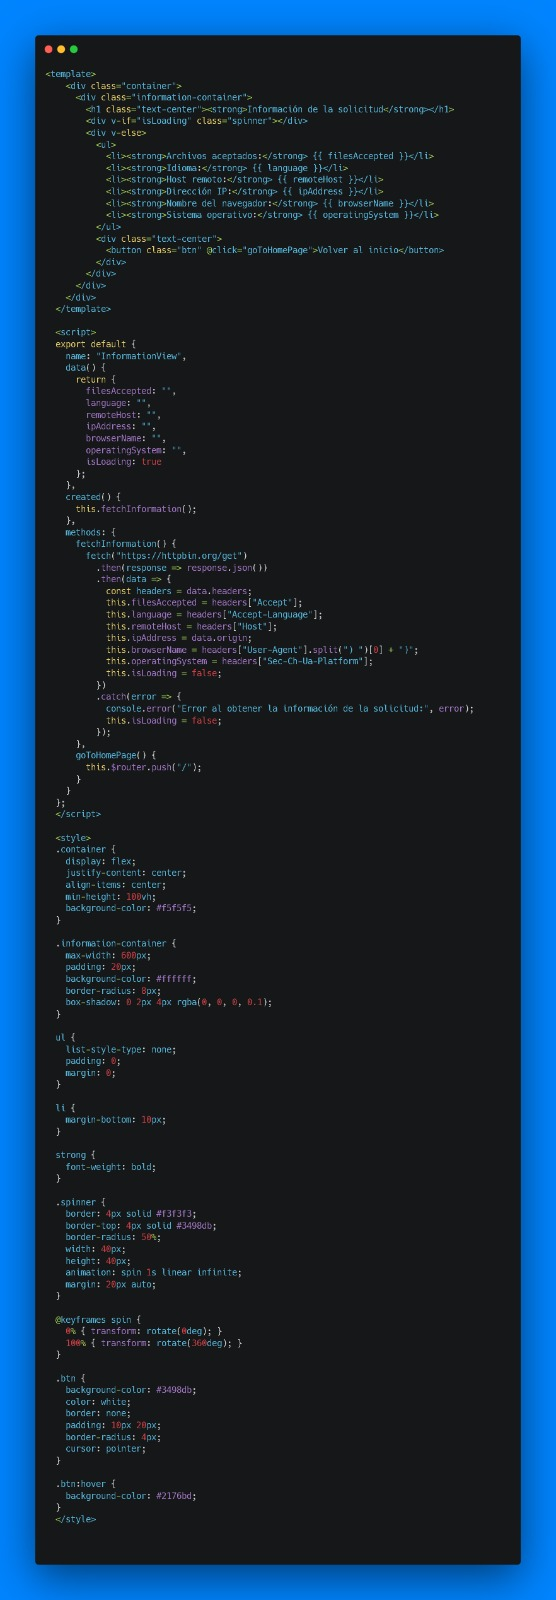 <template>
<div class="container">
<div class="information-container">
<h1 class="text-center"><strong>Información de la solicitud</strong></h1>
<div v-if="isLoading" class="spinner"></div>
<div v-else>
<ul>
<li><strong>Archivos aceptados:</strong> {{ filesAccepted }}</li>
<li><strong>Idioma:</strong> {{ language }}</li>
<li><strong>Host remoto:</strong> {{ remoteHost }}</li>
<li><strong>Dirección IP:</strong> {{ ipAddress }}</li>
<li><strong>Nombre del navegador:</strong> {{ browserName }}</li>
<li><strong>Sistema operativo:</strong> {{ operatingSystem }}</li>
</ul>
<div class="text-center">
<button class="btn" @click="goToHomePage">Volver al inicio</button>
</div>
</div>
</div>
</div>
</template>
<script>
export default {
name: "InformationView",
data() {
return {
filesAccepted: "",
language: "",
remoteHost: "",
ipAddress: "",
browserName: "",
operatingSystem: "",
isLoading: true
};
},
created() {
this.fetchInformation();
},
methods: {
fetchInformation() {
fetch("https://httpbin.org/get")
.then(response => response.json())
.then(data => {
const headers = data.headers;
this.filesAccepted = headers["Accept"];
this.language = headers["Accept-Language"];
this.remoteHost = headers["Host"];
this.ipAddress = data.origin;
this.browserName = headers["User-Agent"].split(") ")[0] + ")";
this.operatingSystem = headers["Sec-Ch-Ua-Platform"];
this.isLoading = false;
})
.catch(error => {
console.error("Error al obtener la información de la solicitud:", error);
this.isLoading = false;
});
},
goToHomePage() {
this.$router.push("/");
}
}
};
</script>
<style>
.container {
display: flex;
justify-content: center;
align-items: center;
min-height: 100vh;
background-color: #f5f5f5;
}
.information-container {
max-width: 600px;
padding: 20px;
background-color: #ffffff;
border-radius: 8px;
box-shadow: 0 2px 4px rgba(0, 0, 0, 0.1);
}
ul {
list-style-type: none;
padding: 0;
margin: 0;
}
li {
margin-bottom: 10px;
}
strong {
font-weight: bold;
}
.spinner {
border: 4px solid #f3f3f3;
border-top: 4px solid #3498db;
border-radius: 50%;
width: 40px;
height: 40px;
animation: spin 1s linear infinite;
margin: 20px auto;
}
@keyframes spin {
0% { transform: rotate(0deg); }
100% { transform: rotate(360deg); }
}
.btn {
background-color: #3498db;
color: white;
border: none;
padding: 10px 20px;
border-radius: 4px;
cursor: pointer;
}
.btn:hover {
background-color: #2176bd;
}
</style>